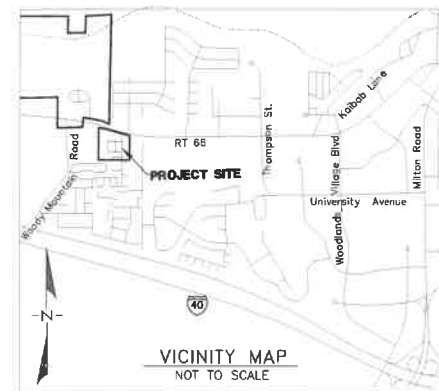 Kaibab Lane
Thompson St.
RT 66
Road
Woodlands Village Blvd
Milton Road
PROJECT SITE
University Avenue
Woody Mountain
40
-N-
VICINITY MAP
NOT TO SCALE